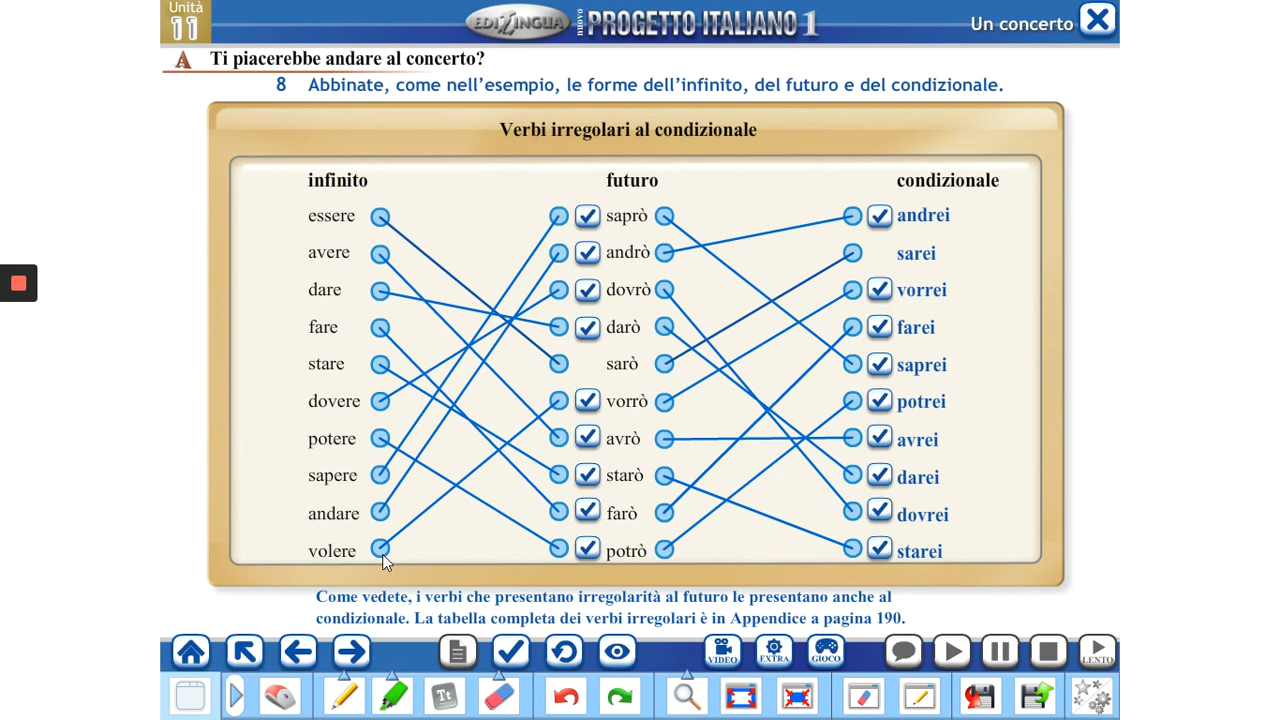 Unità
11
EDILINGUA nuovo PROGETTO ITALIANO 1
Un concerto
A Ti piacerebbe andare al concerto?
8 Abbinate, come nell'esempio, le forme dell'infinito, del futuro e del condizionale.
Verbi irregolari al condizionale
infinito futuro condizionale
essere saprò andrei
avere andrò sarei
dare dovrò vorrei
fare darò farei
stare sarò saprei
dovere vorrò potrei
potere avrò avrei
sapere starò darei
andare farò dovrei
volere potrò starei
Come vedete, i verbi che presentano irregolarità al futuro le presentano anche al
condizionale. La tabella completa dei verbi irregolari è in Appendice a pagina 190.
VIDEO EXTRA GIOCO LENTO
Tt